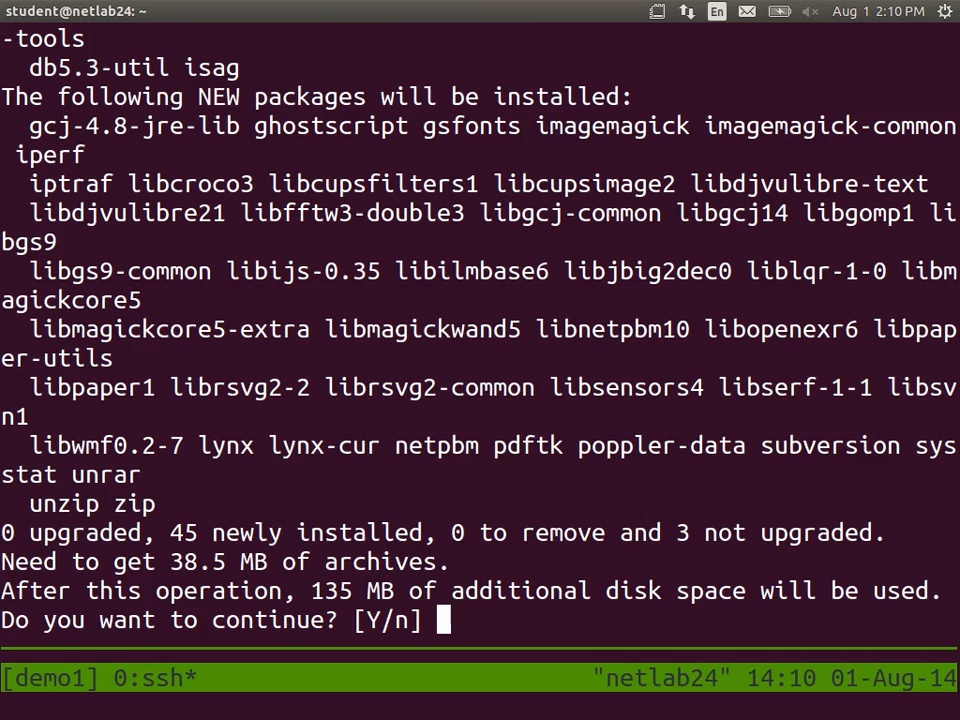 student@netlab24: ~
En
Aug 1 2:10 PM
-tools
db5.3-util isag
The following NEW packages will be installed:
gcj-4.8-jre-lib ghostscript gsfonts imagemagick imagemagick-common
iperf
iptraf libcroco3 libcupsfilters1 libcupsimage2 libdjvulibre-text
libdjvulibre21 libfftw3-double3 libgcj-common libgcj14 libgomp1 li
bgs9
libgs9-common libijs-0.35 libilmbase6 libjbig2dec0 liblqr-1-0 libm
agickcore5
libmagickcore5-extra libmagickwand5 libnetpbm10 libopenexr6 libpap
er-utils
libpaper1 librsvg2-2 librsvg2-common libsensors4 libserf-1-1 libsv
n1
libwmf0.2-7 lynx lynx-cur netpbm pdftk poppler-data subversion sys
stat unrar
unzip zip
0 upgraded, 45 newly installed, 0 to remove and 3 not upgraded.
Need to get 38.5 MB of archives.
After this operation, 135 MB of additional disk space will be used.
Do you want to continue? [Y/n]
[demo1] 0:ssh* "netlab24" 14:10 01-Aug-14